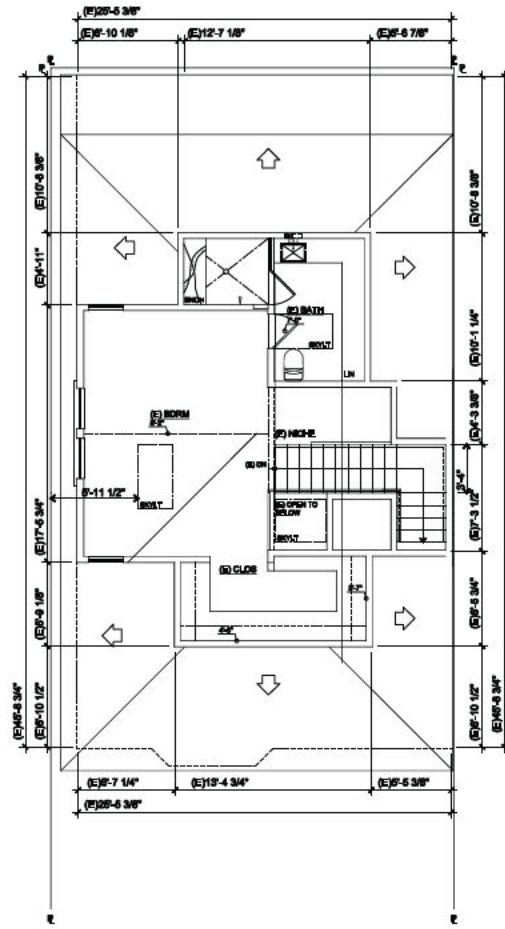 (E)25'-5 3/8"
(E)6'-10 1/8"
(E)12'-7 1/8"
(E)10'-8 3/8"
(E)10'-8 3/8"
(E)4'-11"
(E) BATH
SKYLT
LIN
(E)10'-1 1/4"
(E) BDRM
(E) NICHE
(E)4'-3 3/8"
(E) DN
3'-4"
5'-11 1/2"
SKYLT
(E) OPEN TO
BELOW
SKYLT
(E)7'-3 1/2"
(E)17'-5 3/4"
(E) CLOS
(E)5'-9 1/8"
(E)6'-5 3/4"
(E)45'-8 3/4"
(E)6'-10 1/2"
(E)6'-10 1/2"
(E)45'-8 3/4"
(E)6'-7 1/4"
(E)13'-4 3/4"
(E)5'-5 3/8"
(E)25'-5 3/8"